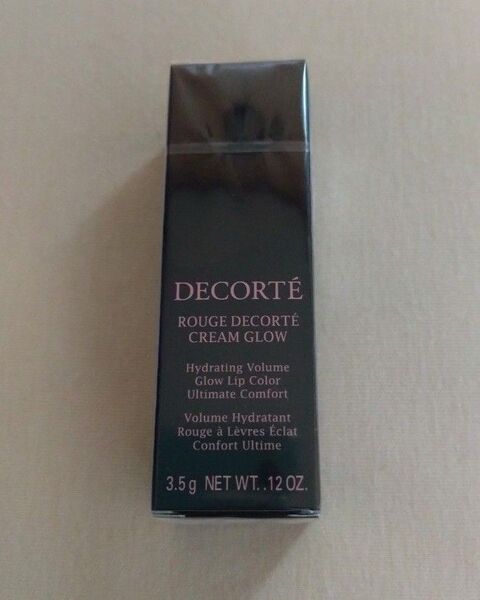 DECORTÉ
ROUGE DECORTÉ
CREAM GLOW
Hydrating Volume
Glow Lip Color
Ultimate Comfort
Volume Hydratant
Rouge à Lèvres Éclat
Confort Ultime
3.5 g NET WT. .12 OZ.